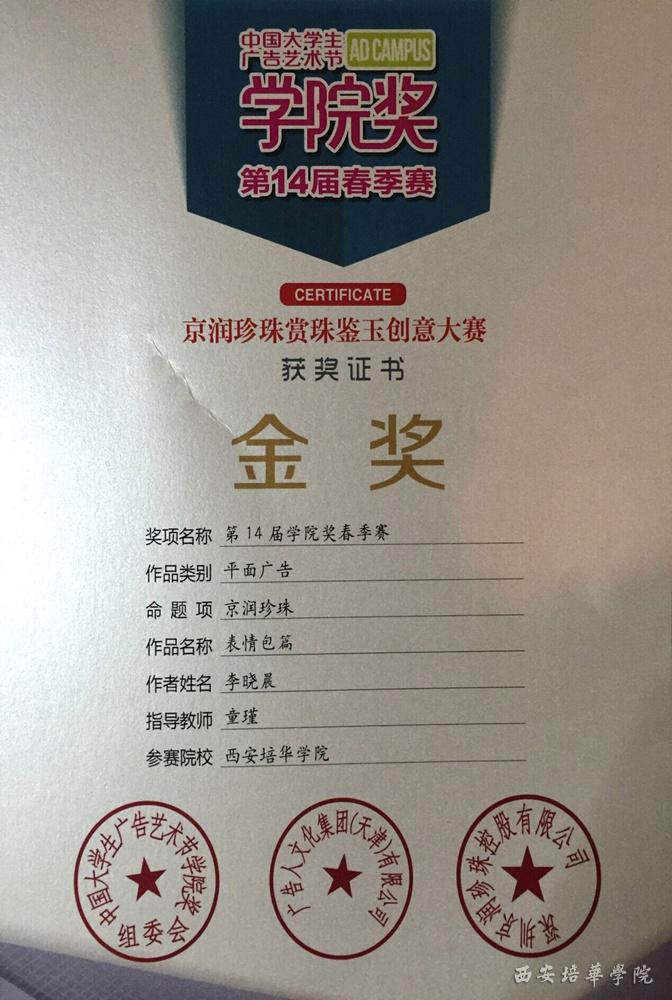 中国大学生
广告艺术节 AD CAMPUS
学院奖
第14届春季赛
CERTIFICATE
京润珍珠赏珠鉴玉创意大赛
获奖证书
金奖
奖项名称 第14届学院奖春季赛
作品类别 平面广告
命题项 京润珍珠
作品名称 表情包篇
作者姓名 李晓晨
指导教师 童瑾
参赛院校 西安培华学院
中国大学生广告艺术节学院奖
组委会
广告人文化集团(天津)有限公司
深圳京润珍珠控股有限公司
西安培華学院